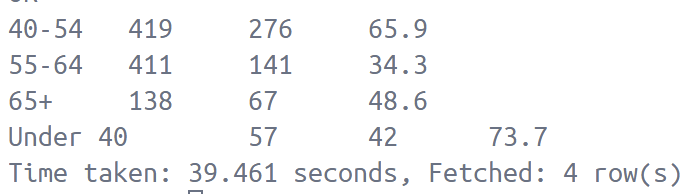 40-54 419 276 65.9
55-64 411 141 34.3
65+ 138 67 48.6
Under 40 57 42 73.7
Time taken: 39.461 seconds, Fetched: 4 row(s)